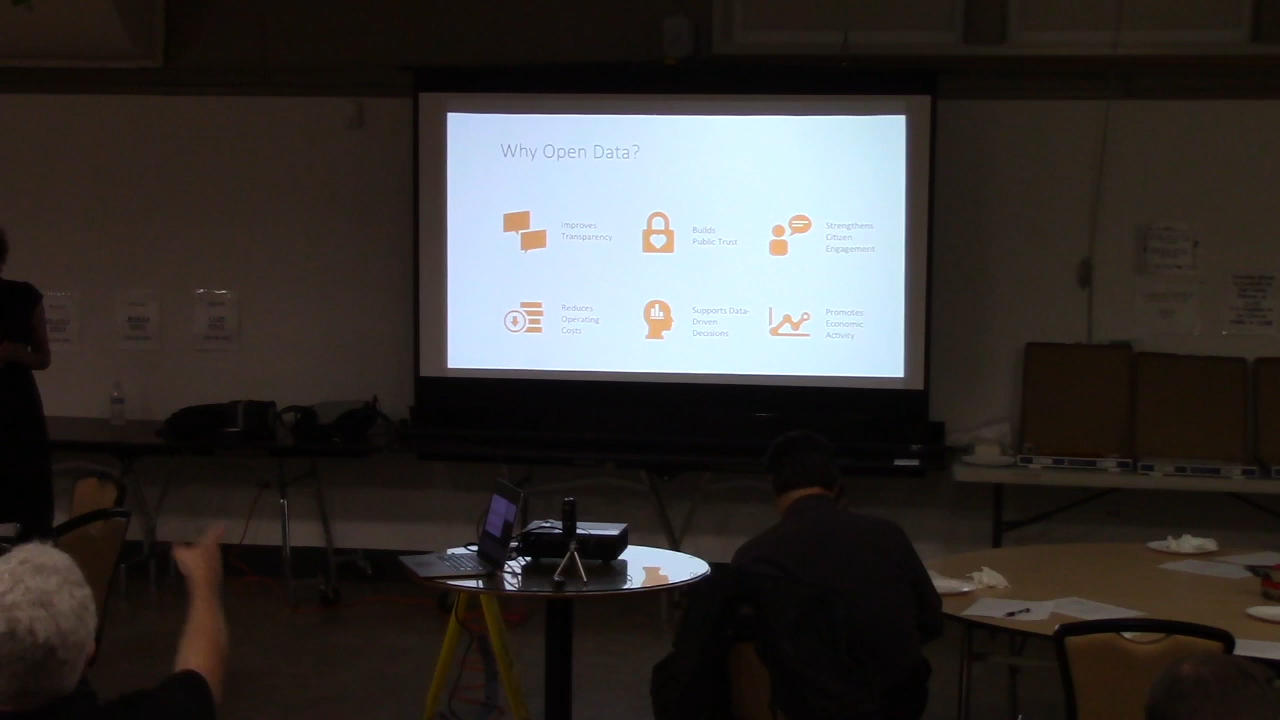 Why Open Data?
Improves
Transparency
Builds
Public Trust
Strengthens
Citizen
Engagement
Reduces
Operating
Costs
Supports Data-
Driven
Decisions
Promotes
Economic
Activity